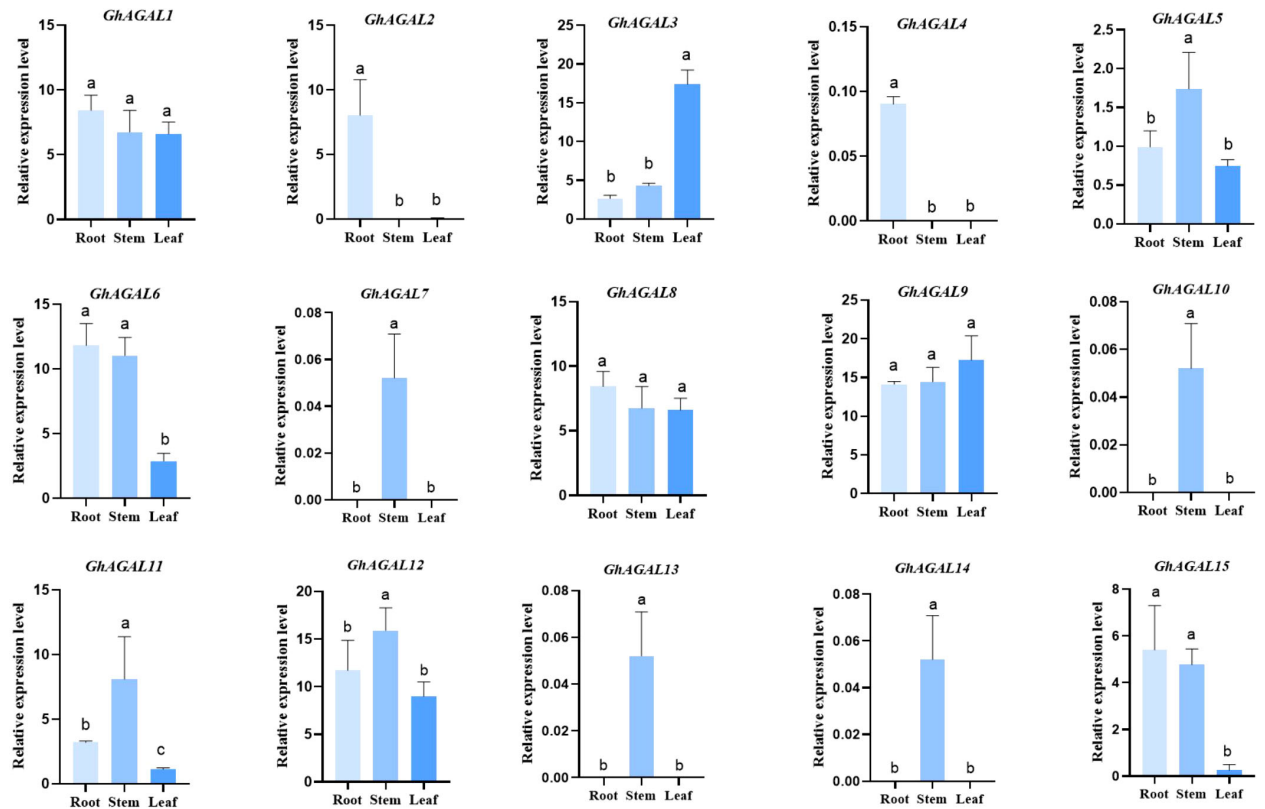 GhAGAL1
Relative expression level
15
10
5
0
a
a
a
Root Stem Leaf
GhAGAL2
Relative expression level
15
10
5
0
a
b
b
Root Stem Leaf
GhAGAL3
Relative expression level
25
20
15
10
5
0
b
b
a
Root Stem Leaf
GhAGAL4
Relative expression level
0.15
0.10
0.05
0.00
a
b
b
Root Stem Leaf
GhAGAL5
Relative expression level
2.5
2.0
1.5
1.0
0.5
0.0
b
a
b
Root Stem Leaf
GhAGAL6
Relative expression level
15
10
5
0
a
a
b
Root Stem Leaf
GhAGAL7
Relative expression level
0.08
0.06
0.04
0.02
0.00
b
a
b
Root Stem Leaf
GhAGAL8
Relative expression level
15
10
5
0
a
a
a
Root Stem Leaf
GhAGAL9
Relative expression level
25
20
15
10
5
0
a
a
a
Root Stem Leaf
GhAGAL10
Relative expression level
0.08
0.06
0.04
0.02
0.00
b
a
b
Root Stem Leaf
GhAGAL11
Relative expression level
15
10
5
0
b
a
c
Root Stem Leaf
GhAGAL12
Relative expression level
20
15
10
5
0
b
a
b
Root Stem Leaf
GhAGAL13
Relative expression level
0.08
0.06
0.04
0.02
0.00
b
a
b
Root Stem Leaf
GhAGAL14
Relative expression level
0.08
0.06
0.04
0.02
0.00
b
a
b
Root Stem Leaf
GhAGAL15
Relative expression level
8
6
4
2
0
a
a
b
Root Stem Leaf